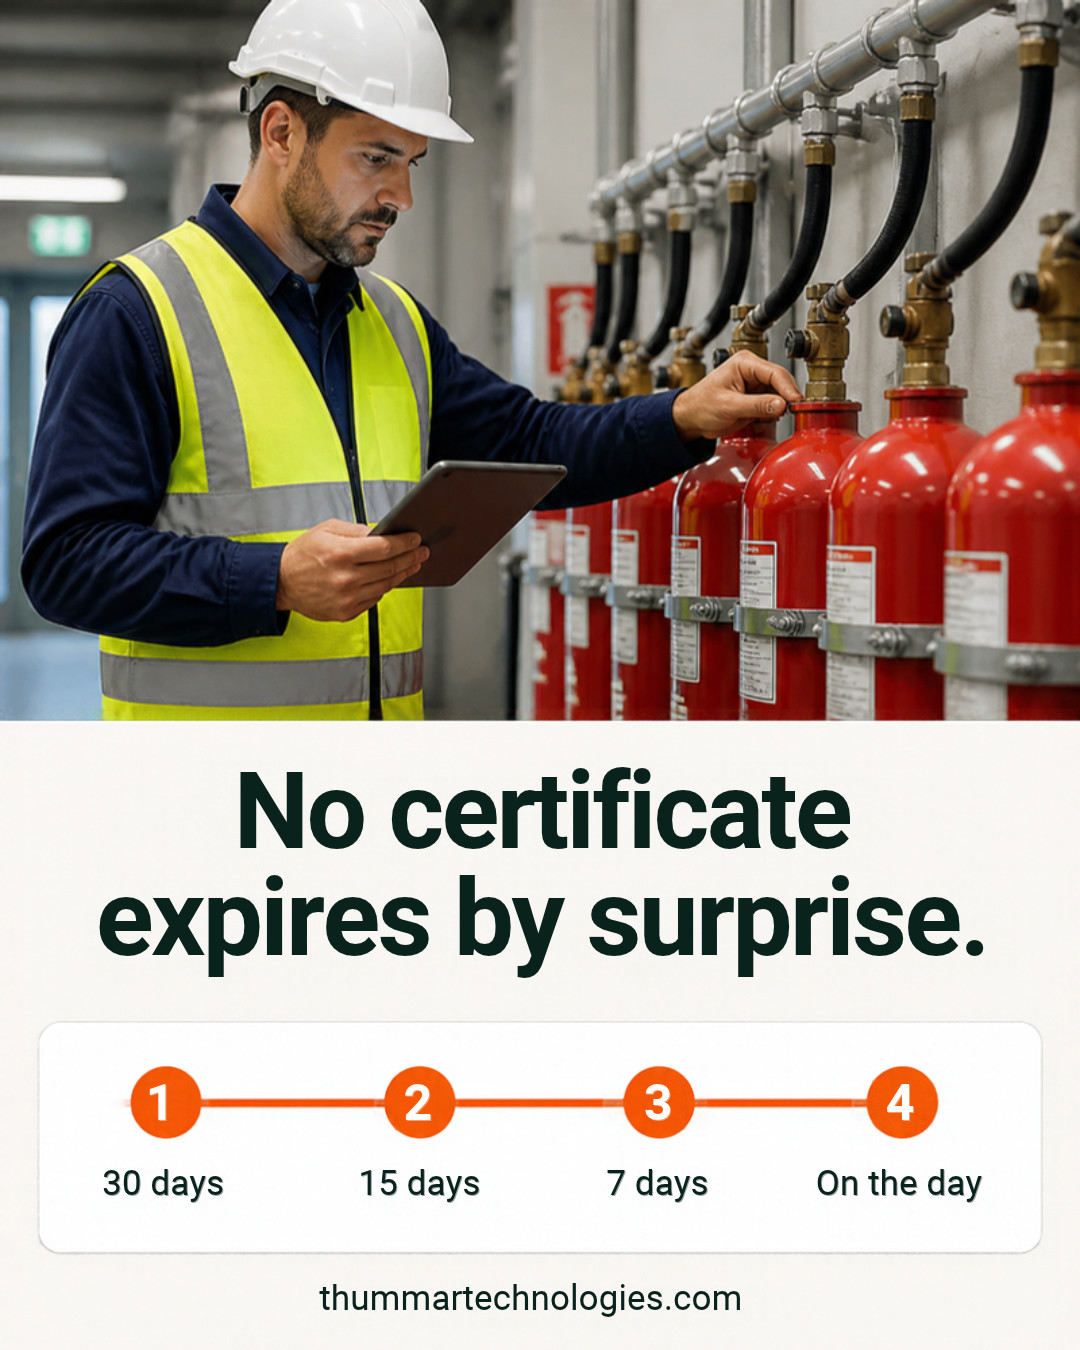 No certificate
expires by surprise.
1 2 3 4
30 days 15 days 7 days On the day
thummartechnologies.com